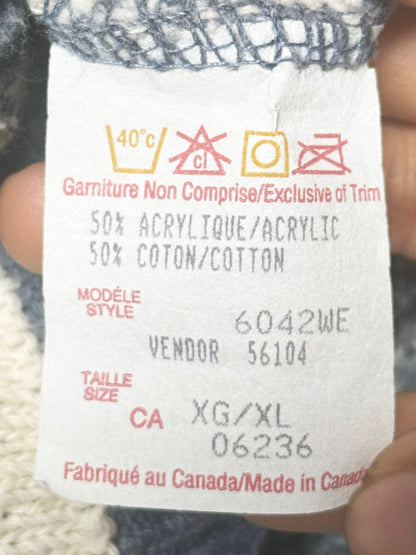 40°c
cl
Garniture Non Comprise/Exclusive of Trim
50% ACRYLIQUE/ACRYLIC
50% COTON/COTTON
MODÉLE
STYLE
6042WE
VENDOR 56104
TAILLE
SIZE
CA XG/XL
06236
Fabriqué au Canada/Made in Canada